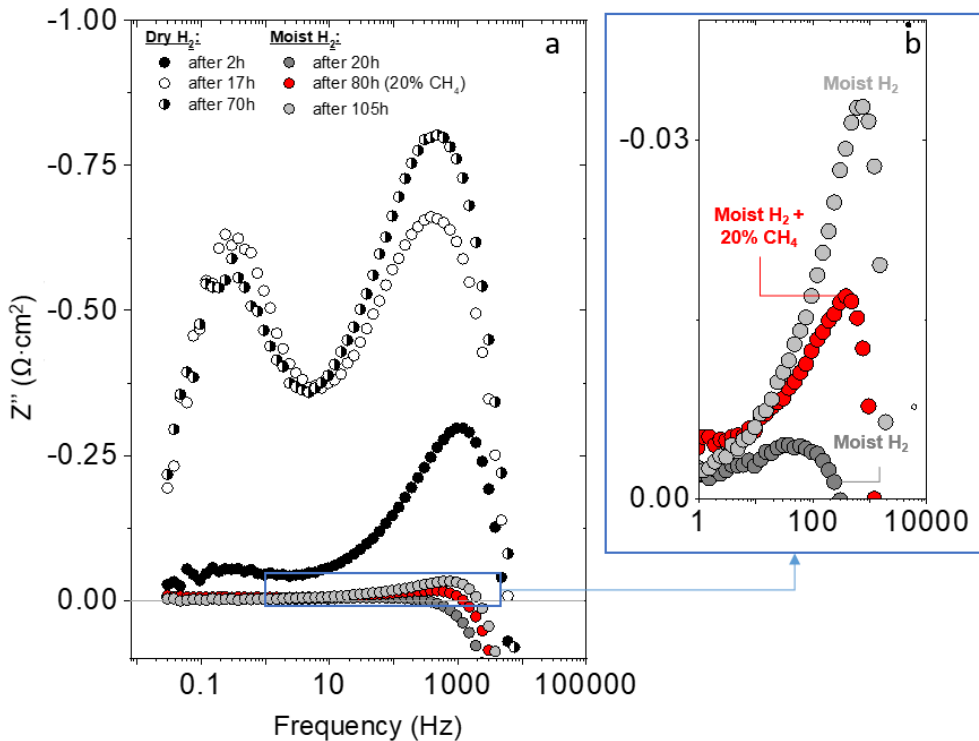 -1.00
-0.75
-0.50
-0.25
0.00
Z'' (Ω·cm²)
0.1
10
1000
100000
Frequency (Hz)
a
Dry H₂:
after 2h
after 17h
after 70h
Moist H₂:
after 20h
after 80h (20% CH₄)
after 105h
b
-0.03
0.00
1
100
10000
Moist H₂
Moist H₂ +
20% CH₄
Moist H₂